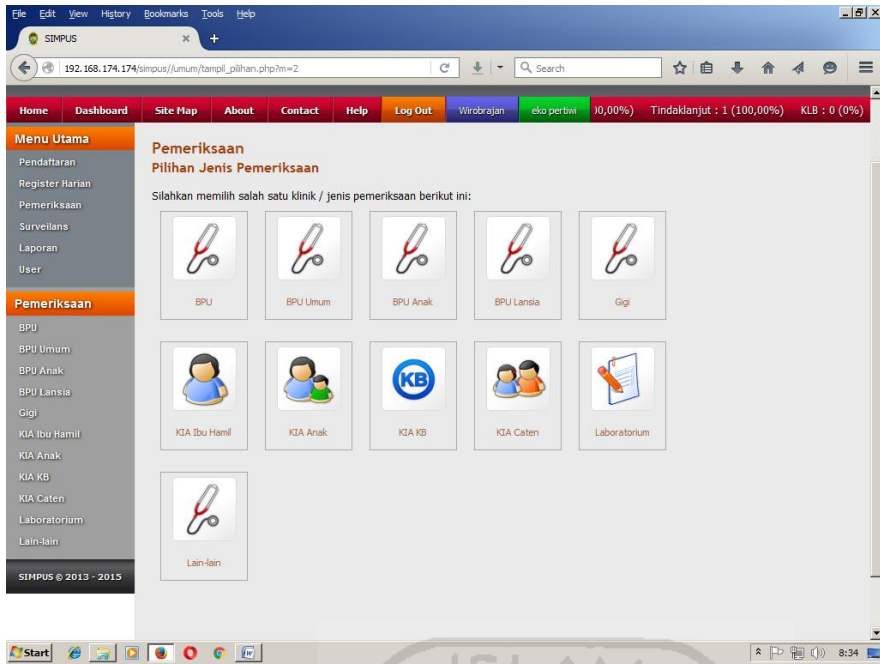 File Edit View History Bookmarks Tools Help
SIMPUS
192.168.174.174/simpus//umum/tampil_pilihan.php?m=2
Search
Home Dashboard Site Map About Contact Help Log Out Wirobrajan eko pertiwi 00,00%) Tindaklanjut : 1 (100,00%) KLB : 0 (0%)
Menu Utama
Pendaftaran
Register Harian
Pemeriksaan
Surveilans
Laporan
User
Pemeriksaan
BPU
BPU Umum
BPU Anak
BPU Lansia
Gigi
KIA Ibu Hamil
KIA Anak
KIA KB
KIA Caten
Laboratorium
Lain-lain
SIMPUS © 2013 - 2015
Pemeriksaan
Pilihan Jenis Pemeriksaan
Silahkan memilih salah satu klinik / jenis pemeriksaan berikut ini:
BPU BPU Umum BPU Anak BPU Lansia Gigi
KB
KIA Ibu Hamil KIA Anak KIA KB KIA Caten Laboratorium
Lain-lain
Start
8:34